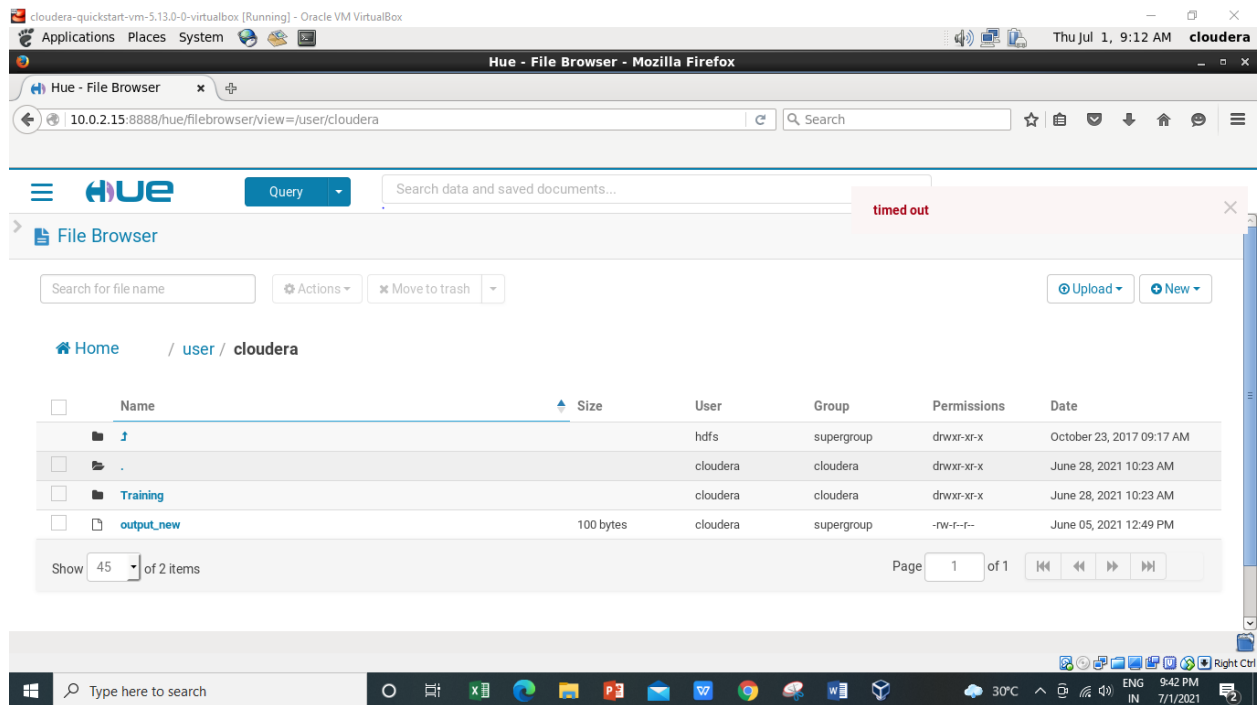 cloudera-quickstart-vm-5.13.0-0-virtualbox [Running] - Oracle VM VirtualBox
Applications Places System Thu Jul 1, 9:12 AM cloudera
Hue - File Browser - Mozilla Firefox
Hue - File Browser
10.0.2.15:8888/hue/filebrowser/view=/user/cloudera Search
HUE Query Search data and saved documents...
timed out
File Browser
Search for file name Actions Move to trash Upload New
Home / user / cloudera
Name Size User Group Permissions Date
hdfs supergroup drwxr-xr-x October 23, 2017 09:17 AM
. cloudera cloudera drwxr-xr-x June 28, 2021 10:23 AM
Training cloudera cloudera drwxr-xr-x June 28, 2021 10:23 AM
output_new 100 bytes cloudera supergroup -rw-r--r-- June 05, 2021 12:49 PM
Show 45 of 2 items Page 1 of 1
Right Ctrl
Type here to search 30°C ENG 9:42 PM
IN 7/1/2021